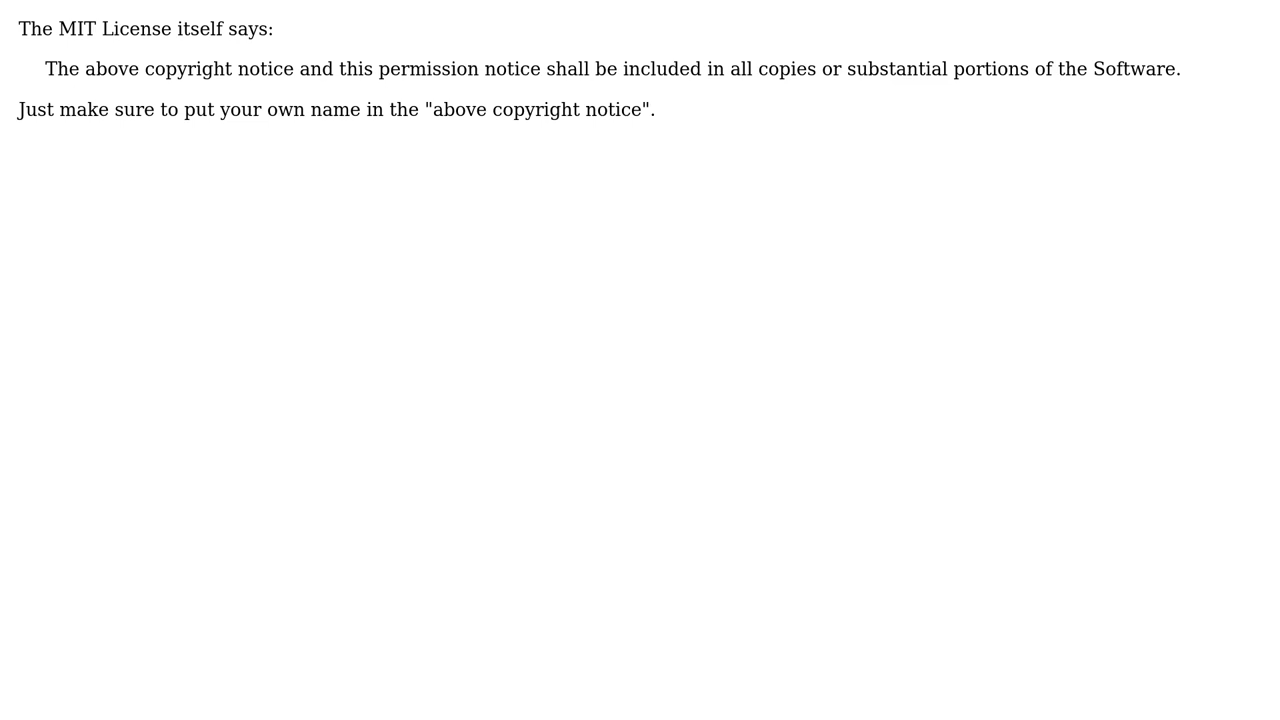 The MIT License itself says:
The above copyright notice and this permission notice shall be included in all copies or substantial portions of the Software.
Just make sure to put your own name in the "above copyright notice".